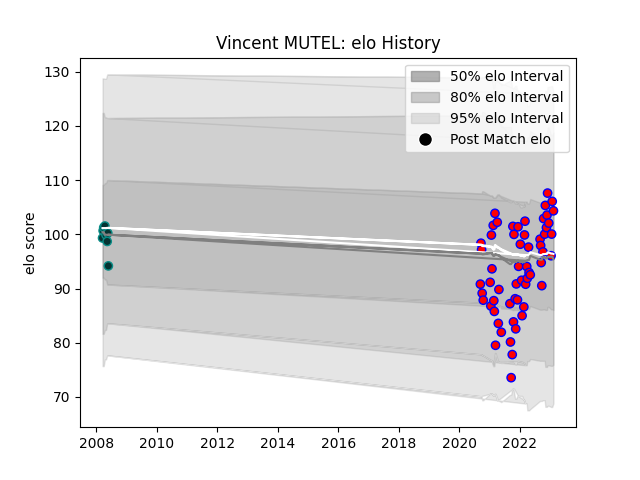 Vincent MUTEL: elo History
130
120
110
100
90
80
70
elo score
50% elo Interval
80% elo Interval
95% elo Interval
Post Match elo
2008
2010
2012
2014
2016
2018
2020
2022